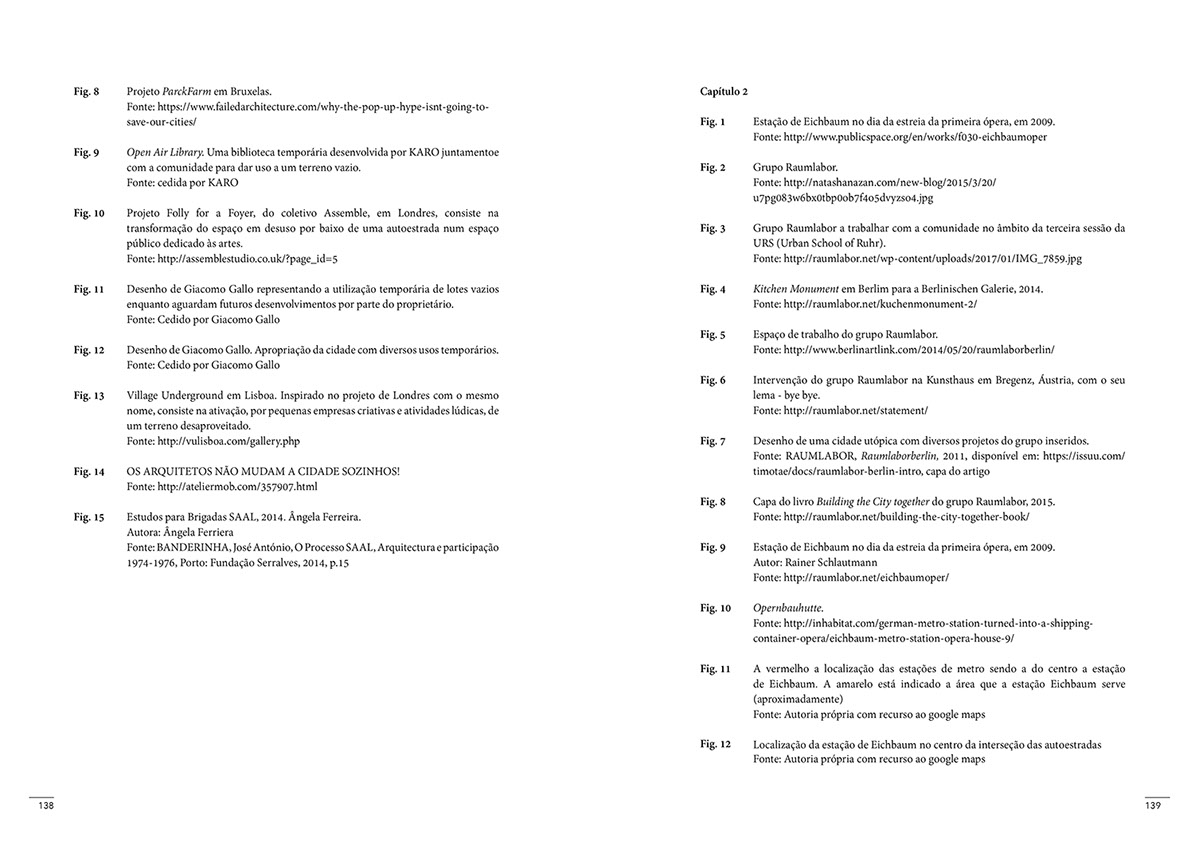 Fig. 8 Projeto ParckFarm em Bruxelas.
Fonte: https://www.failedarchitecture.com/why-the-pop-up-hype-isnt-going-to-
save-our-cities/
Fig. 9 Open Air Library. Uma biblioteca temporária desenvolvida por KARO juntamentoe
com a comunidade para dar uso a um terreno vazio.
Fonte: cedida por KARO
Fig. 10 Projeto Folly for a Foyer, do coletivo Assemble, em Londres, consiste na
transformação do espaço em desuso por baixo de uma autoestrada num espaço
público dedicado às artes.
Fonte: http://assemblestudio.co.uk/?page_id=5
Fig. 11 Desenho de Giacomo Gallo representando a utilização temporária de lotes vazios
enquanto aguardam futuros desenvolvimentos por parte do proprietário.
Fonte: Cedido por Giacomo Gallo
Fig. 12 Desenho de Giacomo Gallo. Apropriação da cidade com diversos usos temporários.
Fonte: Cedido por Giacomo Gallo
Fig. 13 Village Underground em Lisboa. Inspirado no projeto de Londres com o mesmo
nome, consiste na ativação, por pequenas empresas criativas e atividades lúdicas, de
um terreno desaproveitado.
Fonte: http://vulisboa.com/gallery.php
Fig. 14 OS ARQUITETOS NÃO MUDAM A CIDADE SOZINHOS!
Fonte: http://ateliermob.com/357907.html
Fig. 15 Estudos para Brigadas SAAL, 2014. Ângela Ferreira.
Autora: Ângela Ferriera
Fonte: BANDERINHA, José António, O Processo SAAL, Arquitectura e participação
1974-1976, Porto: Fundação Serralves, 2014, p.15
138
Capítulo 2
Fig. 1 Estação de Eichbaum no dia da estreia da primeira ópera, em 2009.
Fonte: http://www.publicspace.org/en/works/f030-eichbaumoper
Fig. 2 Grupo Raumlabor.
Fonte: http://natashanazan.com/new-blog/2015/3/20/
u7pg083w6bx0tbp0ob7f4o5dvyzso4.jpg
Fig. 3 Grupo Raumlabor a trabalhar com a comunidade no âmbito da terceira sessão da
URS (Urban School of Ruhr).
Fonte: http://raumlabor.net/wp-content/uploads/2017/01/IMG_7859.jpg
Fig. 4 Kitchen Monument em Berlim para a Berlinischen Galerie, 2014.
Fonte: http://raumlabor.net/kuchenmonument-2/
Fig. 5 Espaço de trabalho do grupo Raumlabor.
Fonte: http://www.berlinartlink.com/2014/05/20/raumlaborberlin/
Fig. 6 Intervenção do grupo Raumlabor na Kunsthaus em Bregenz, Áustria, com o seu
lema - bye bye.
Fonte: http://raumlabor.net/statement/
Fig. 7 Desenho de uma cidade utópica com diversos projetos do grupo inseridos.
Fonte: RAUMLABOR, Raumlaborberlin, 2011, disponível em: https://issuu.com/
timotae/docs/raumlabor-berlin-intro, capa do artigo
Fig. 8 Capa do livro Building the City together do grupo Raumlabor, 2015.
Fonte: http://raumlabor.net/building-the-city-together-book/
Fig. 9 Estação de Eichbaum no dia da estreia da primeira ópera, em 2009.
Autor: Rainer Schlautmann
Fonte: http://raumlabor.net/eichbaumoper/
Fig. 10 Opernbauhutte.
Fonte: http://inhabitat.com/german-metro-station-turned-into-a-shipping-
container-opera/eichbaum-metro-station-opera-house-9/
Fig. 11 A vermelho a localização das estações de metro sendo a do centro a estação
de Eichbaum. A amarelo está indicado a área que a estação Eichbaum serve
(aproximadamente)
Fonte: Autoria própria com recurso ao google maps
Fig. 12 Localização da estação de Eichbaum no centro da interseção das autoestradas
Fonte: Autoria própria com recurso ao google maps
139